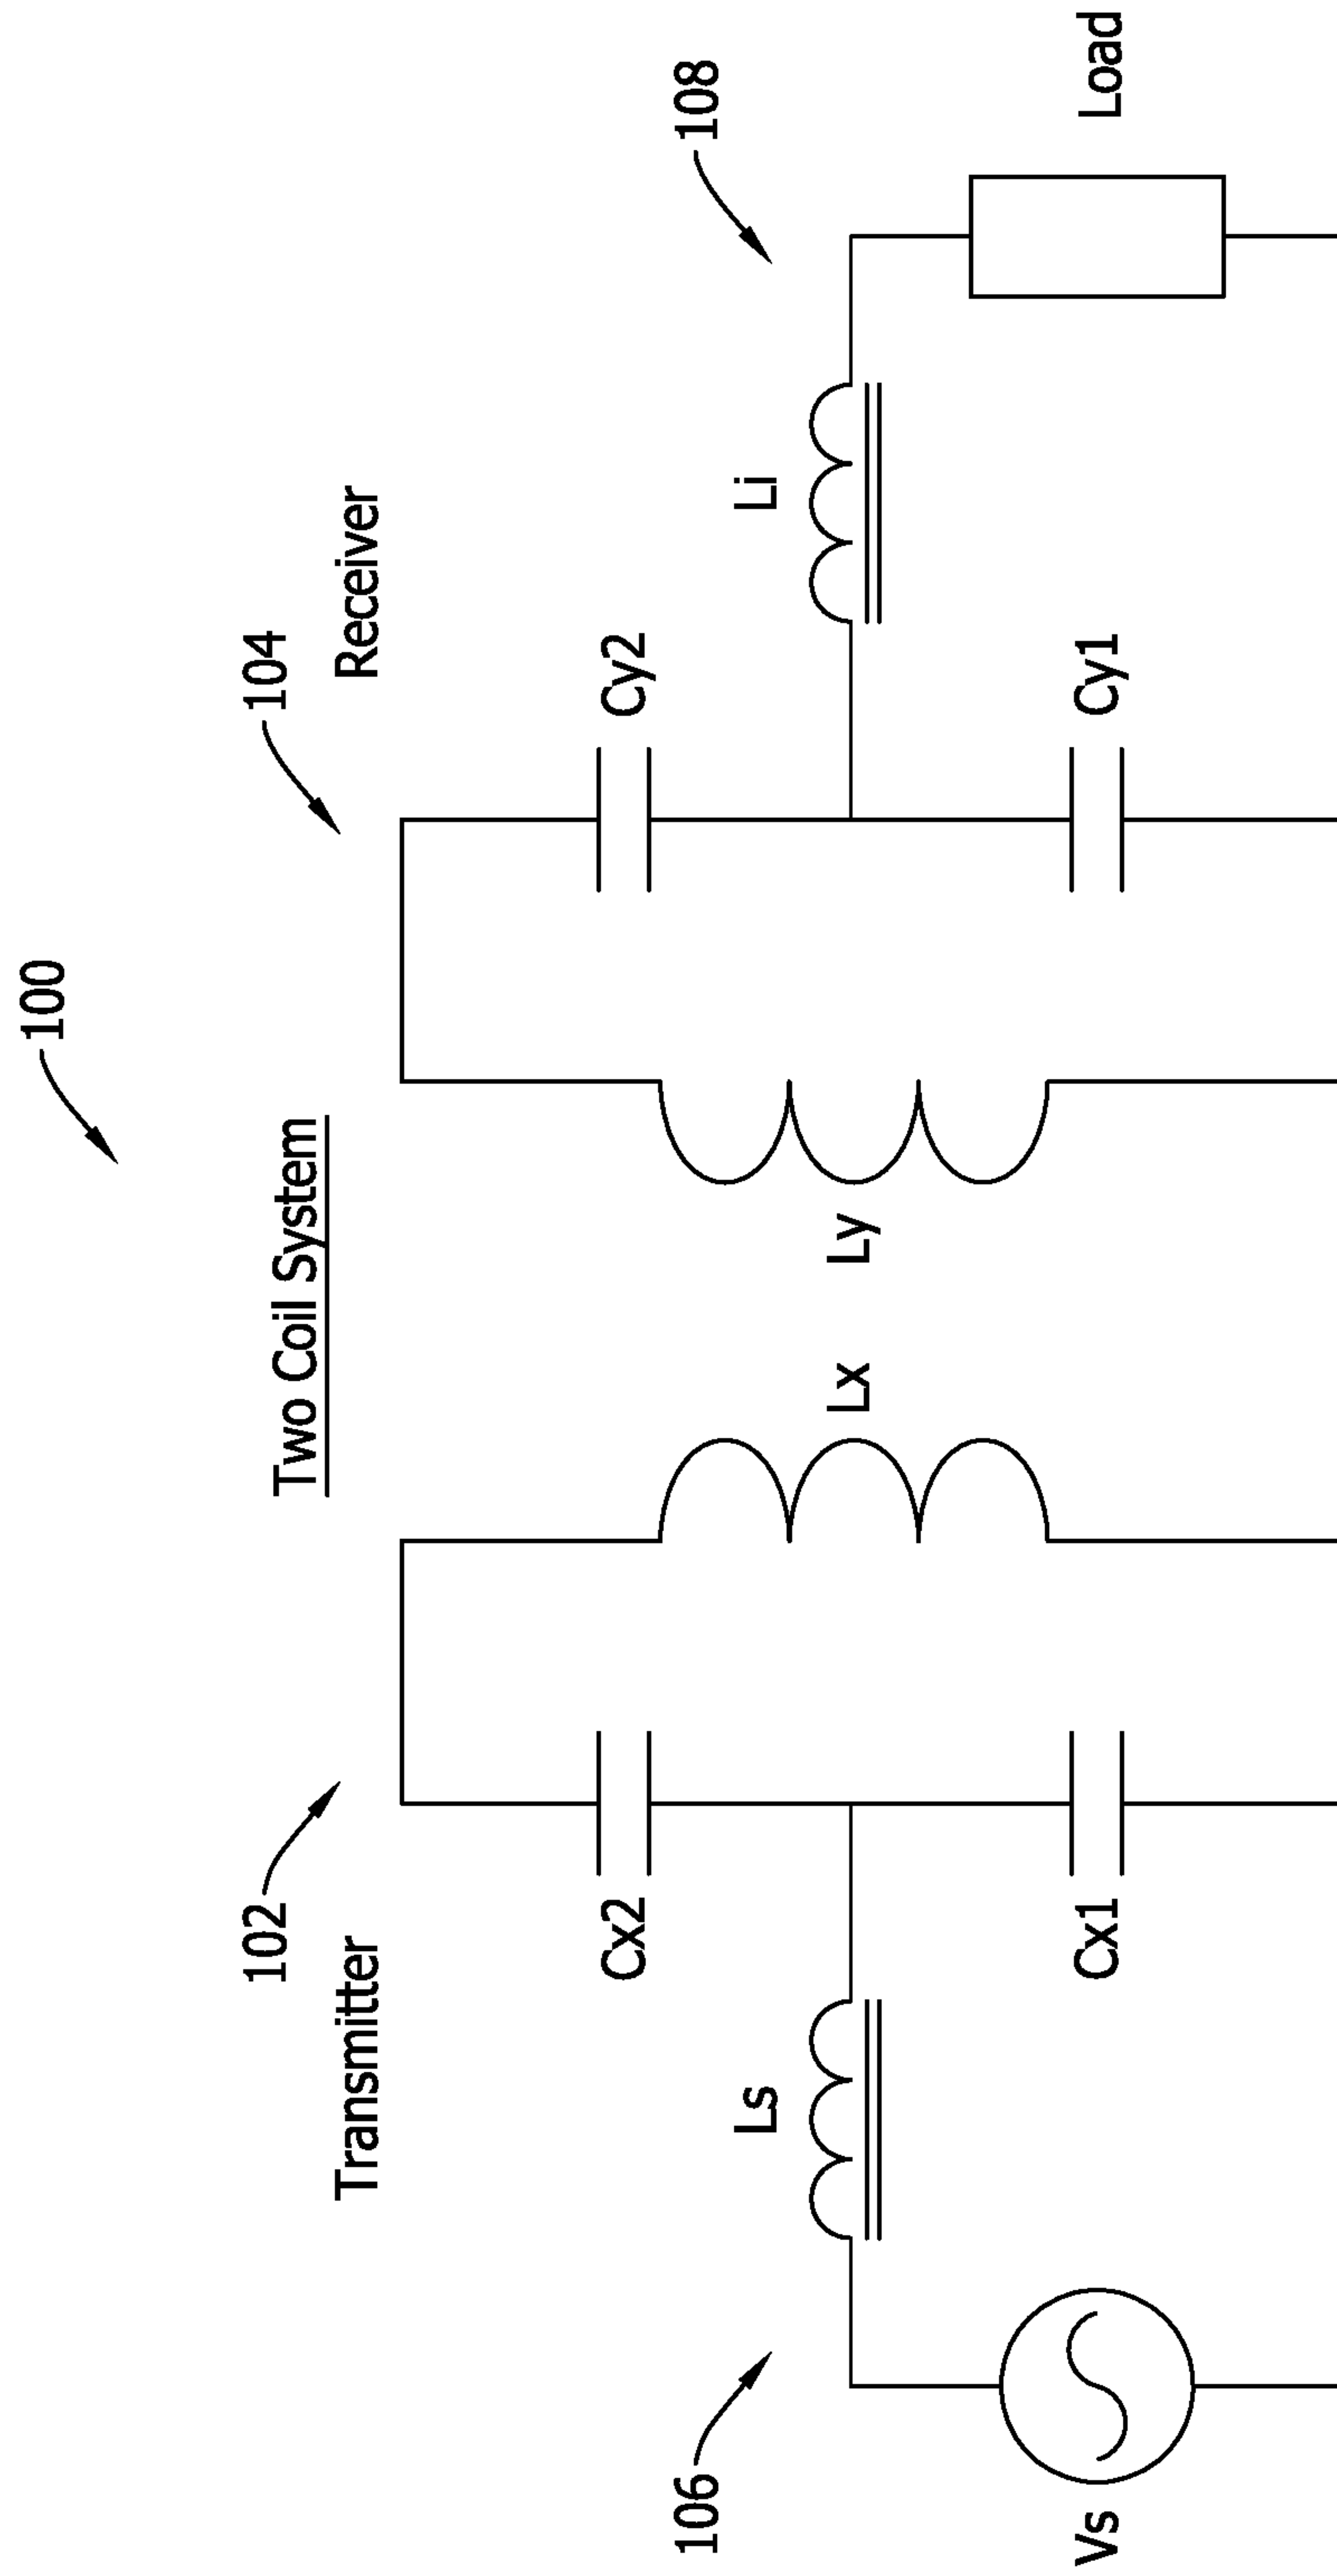 100
Two Coil System
102
104
Transmitter
Receiver
Cx2
Cy2
106
Ls
Li
108
Lx
Ly
Vs
Cx1
Cy1
Load